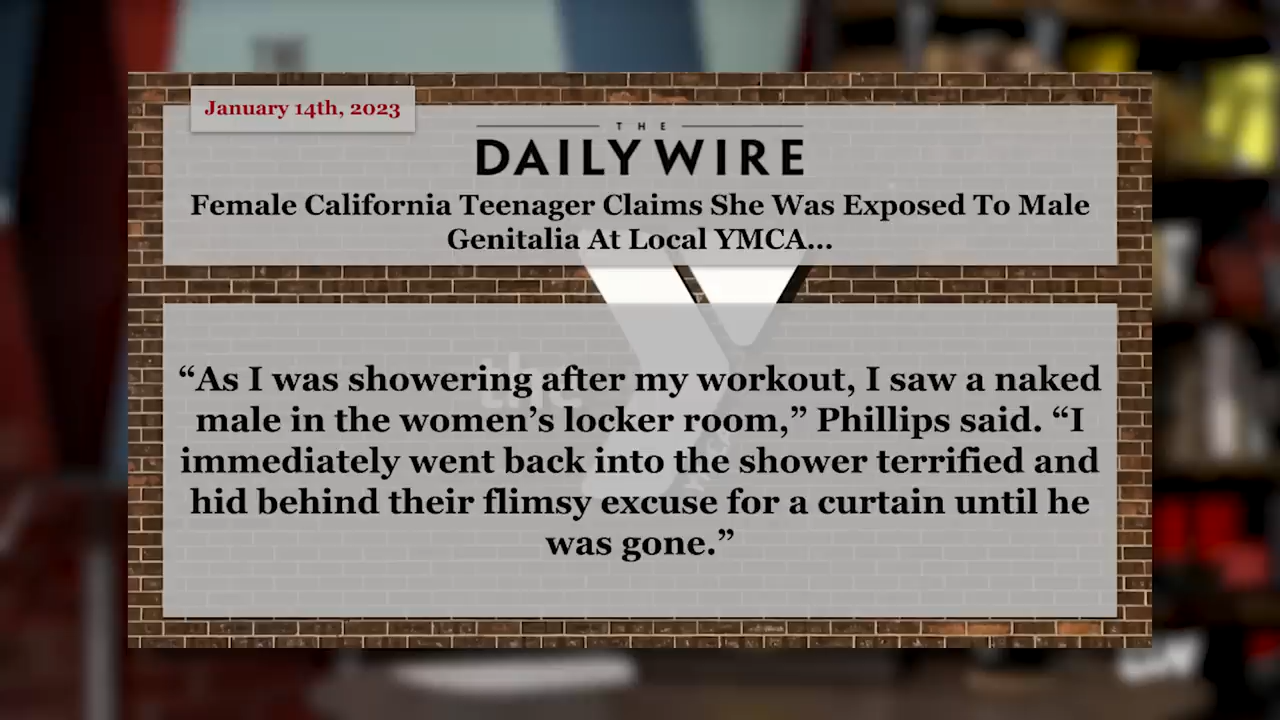 January 14th, 2023
THE
DAILY WIRE
Female California Teenager Claims She Was Exposed To Male
Genitalia At Local YMCA...
the
“As I was showering after my workout, I saw a naked
male in the women’s locker room,” Phillips said. “I
immediately went back into the shower terrified and
hid behind their flimsy excuse for a curtain until he
was gone.”